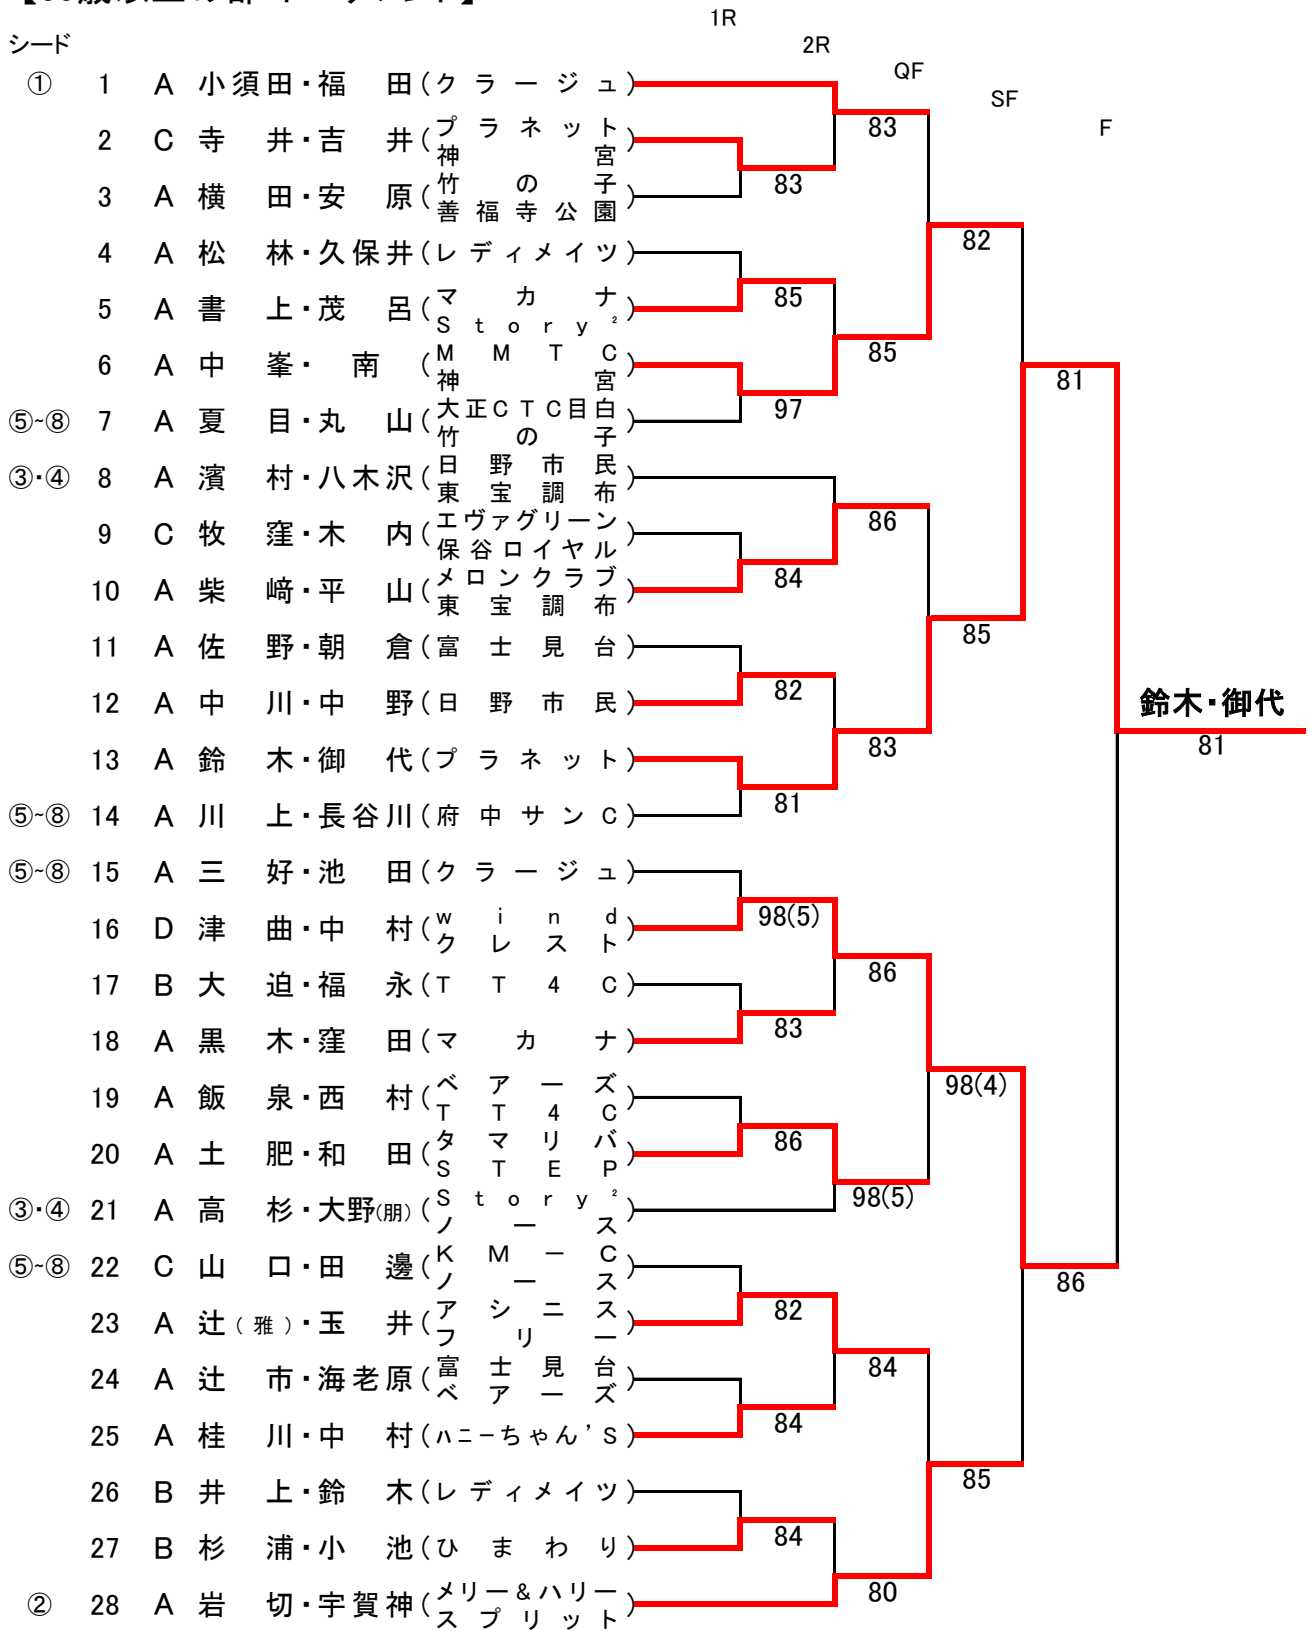 1R
2R
QF
SF
F
シード
① 1 A 小須田・福田(クラージュ)
2 C 寺井・吉井(プラネット
神宮)
3 A 横田・安原(竹の子
善福寺公園)
4 A 松林・久保井(レディメイツ)
5 A 書上・茂呂(マカナ
Story²)
6 A 中峯・南(MMTC
神宮)
⑤~⑧ 7 A 夏目・丸山(大正CTC目白
竹の子)
③・④ 8 A 濱村・八木沢(日野市民
東宝調布)
9 C 牧窪・木内(エヴァグリーン
保谷ロイヤル)
10 A 柴﨑・平山(メロンクラブ
東宝調布)
11 A 佐野・朝倉(富士見台)
12 A 中川・中野(日野市民)
13 A 鈴木・御代(プラネット)
⑤~⑧ 14 A 川上・長谷川(府中サンC)
⑤~⑧ 15 A 三好・池田(クラージュ)
16 D 津曲・中村(wind
クレスト)
17 B 大迫・福永(TT4C)
18 A 黒木・窪田(マカナ)
19 A 飯泉・西村(ベアーズ
TT4C)
20 A 土肥・和田(タマリバ
STEP)
③・④ 21 A 高杉・大野(朋)(Story²
ノース)
⑤~⑧ 22 C 山口・田邊(KM－C
ノース)
23 A 辻(雅)・玉井(アシニス
フリー)
24 A 辻市・海老原(富士見台
ベアーズ)
25 A 桂川・中村(ハニーちゃん’S)
26 B 井上・鈴木(レディメイツ)
27 B 杉浦・小池(ひまわり)
② 28 A 岩切・宇賀神(メリー&ハリー
スプリット)
83
85
97
84
82
81
98(5)
83
86
82
84
84
83
85
86
83
86
98(5)
84
80
82
85
98(4)
85
81
86
鈴木・御代
81